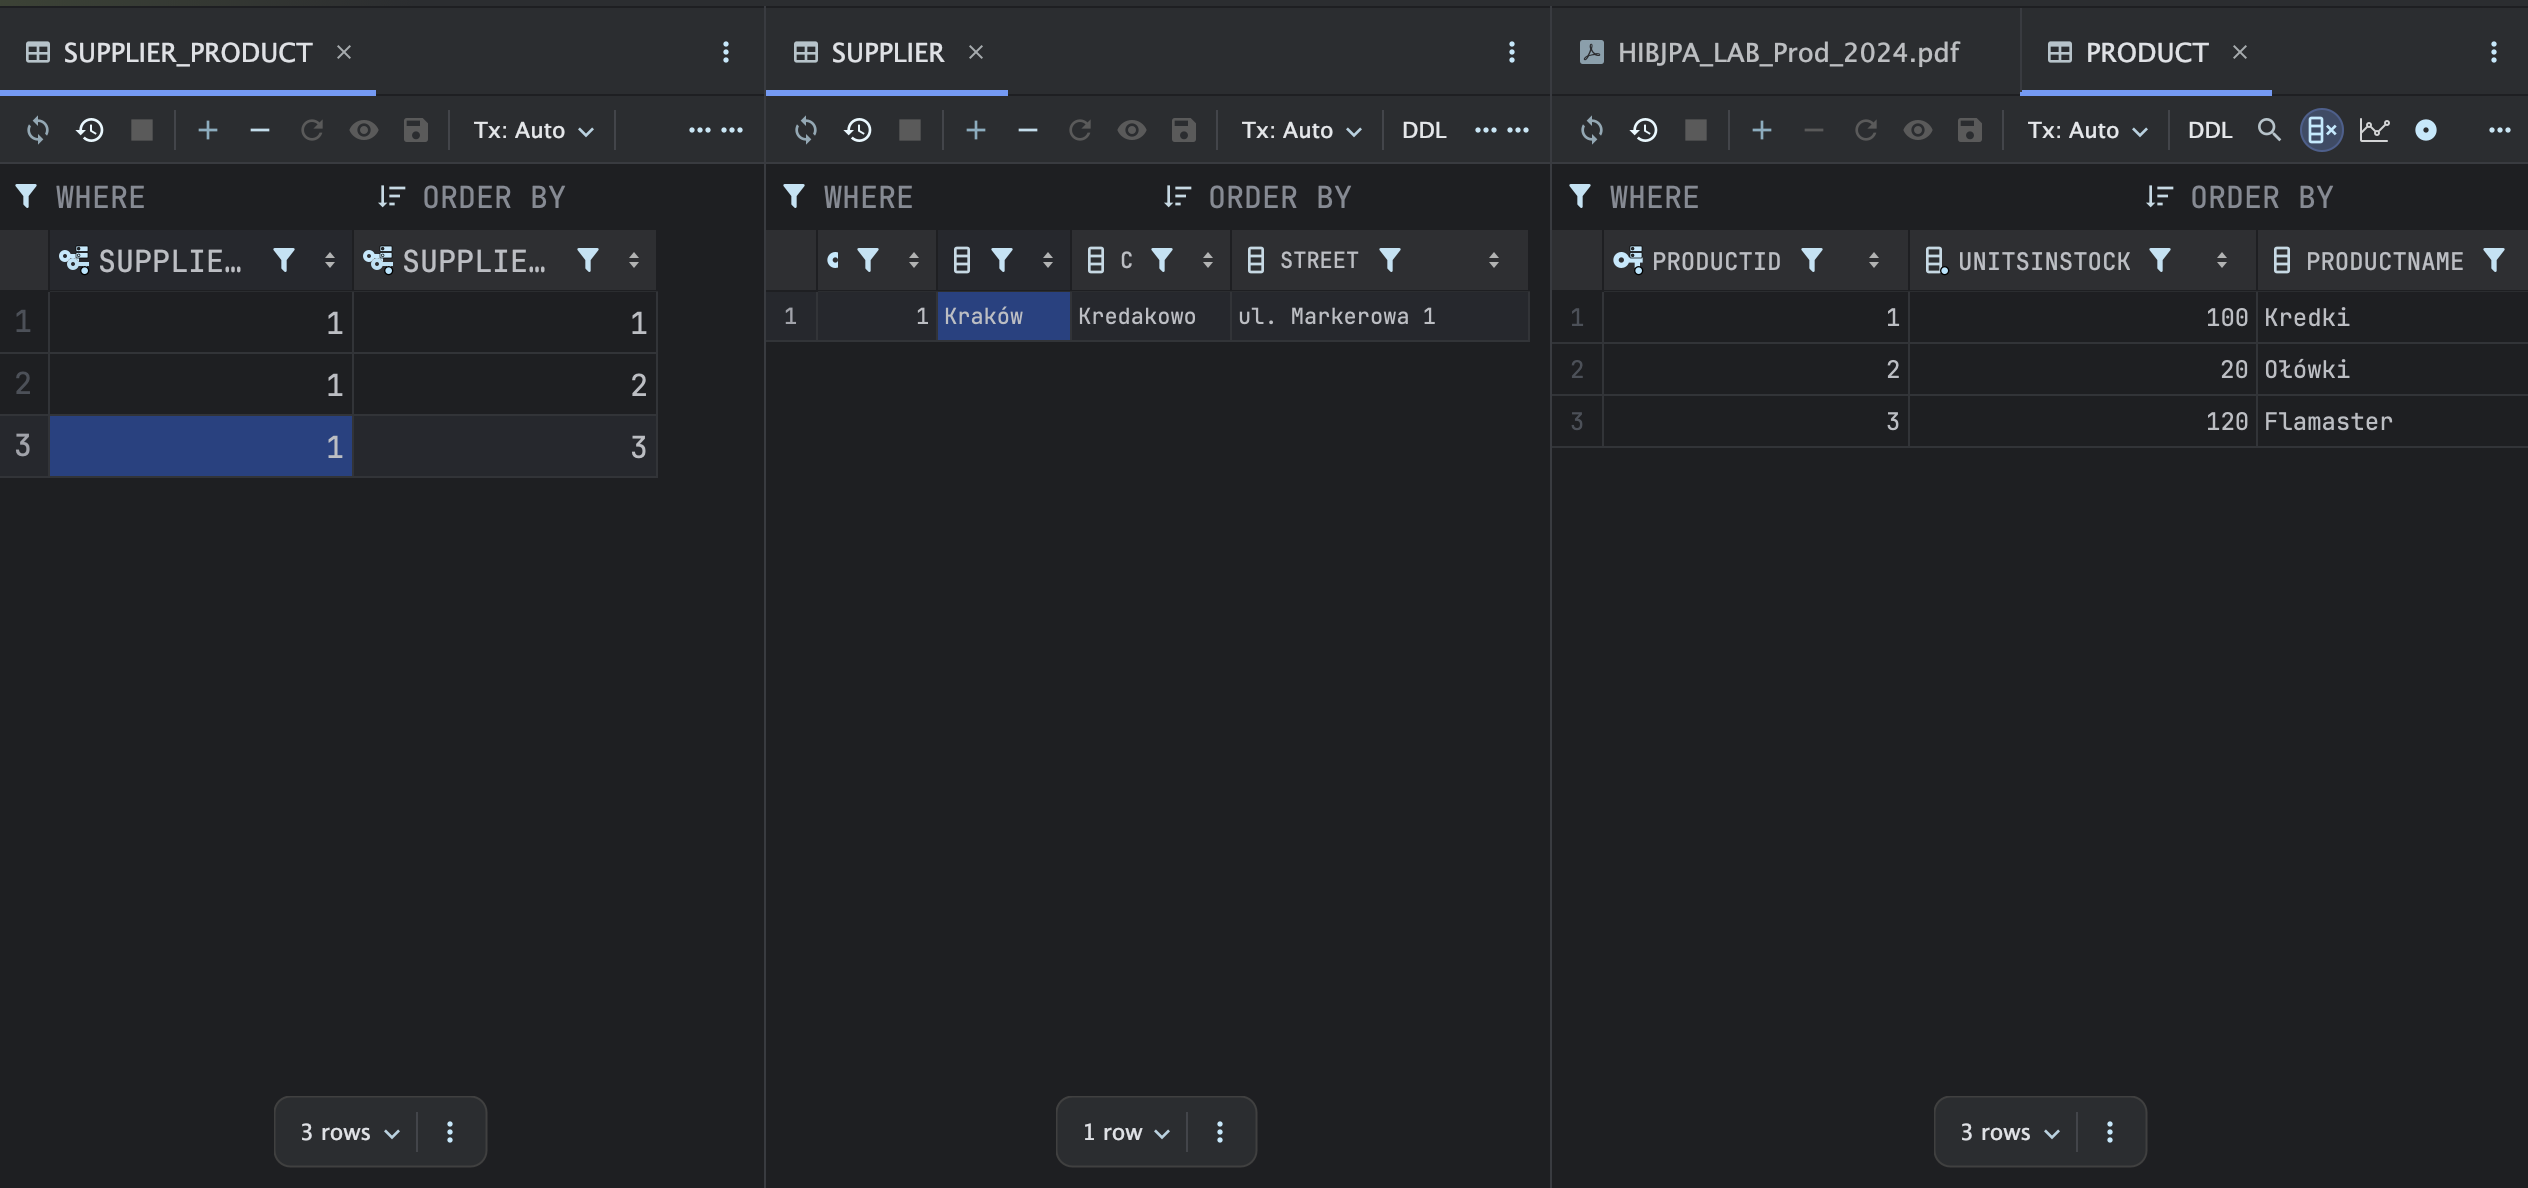 SUPPLIER_PRODUCT
Tx: Auto
WHERE ORDER BY
SUPPLIE… SUPPLIE…
1 1 1
2 1 2
3 1 3
3 rows
SUPPLIER
Tx: Auto DDL
WHERE ORDER BY
C STREET
1 1 Kraków Kredakowo ul. Markerowa 1
1 row
HIBJPA_LAB_Prod_2024.pdf PRODUCT
Tx: Auto DDL
WHERE ORDER BY
PRODUCTID UNITSINSTOCK PRODUCTNAME
1 1 100 Kredki
2 2 20 Ołówki
3 3 120 Flamaster
3 rows